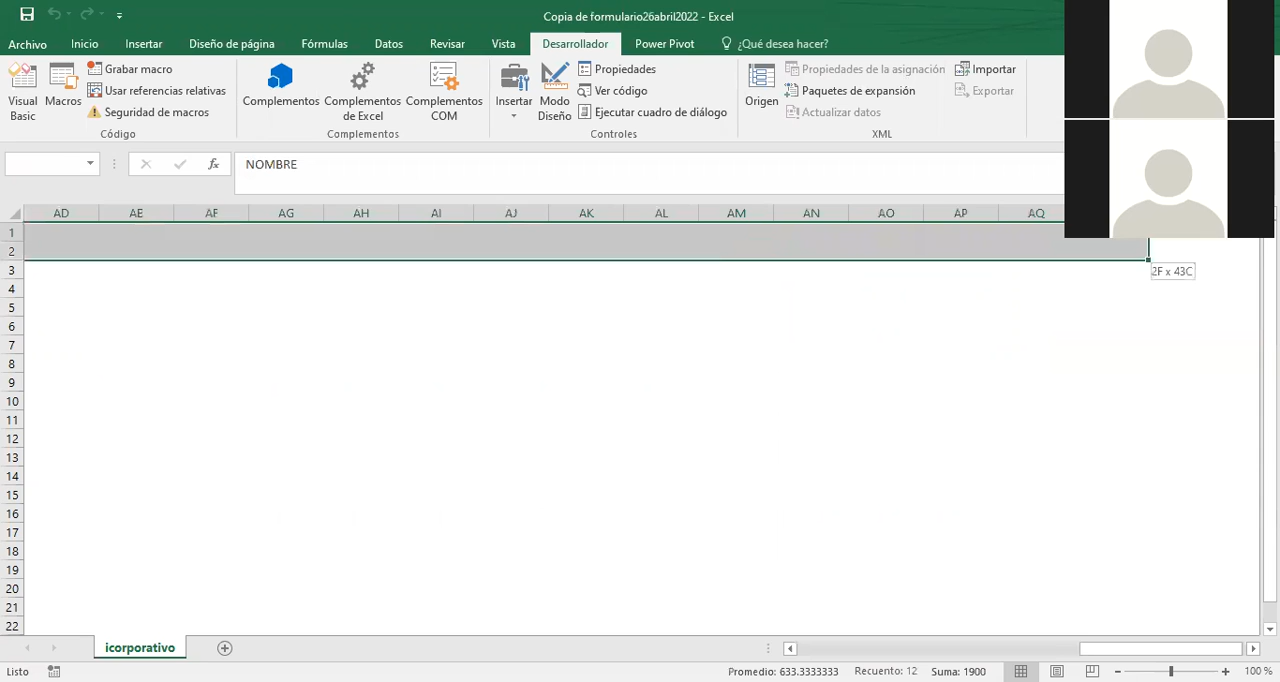 Copia de formulario26abril2022 - Excel
Archivo Inicio Insertar Diseño de página Fórmulas Datos Revisar Vista Desarrollador Power Pivot ¿Qué desea hacer?
Visual Basic
Macros
Grabar macro
Usar referencias relativas
Seguridad de macros
Código
Complementos
Complementos de Excel
Complementos COM
Complementos
Insertar
Modo Diseño
Propiedades
Ver código
Ejecutar cuadro de diálogo
Controles
Origen
Propiedades de la asignación
Paquetes de expansión
Actualizar datos
Importar
Exportar
XML
fx NOMBRE
AD AE AF AG AH AI AJ AK AL AM AN AO AP AQ
1
2
2F x 43C
3
4
5
6
7
8
9
10
11
12
13
14
15
16
17
18
19
20
21
22
icorporativo
Listo Promedio: 633.3333333 Recuento: 12 Suma: 1900 100 %